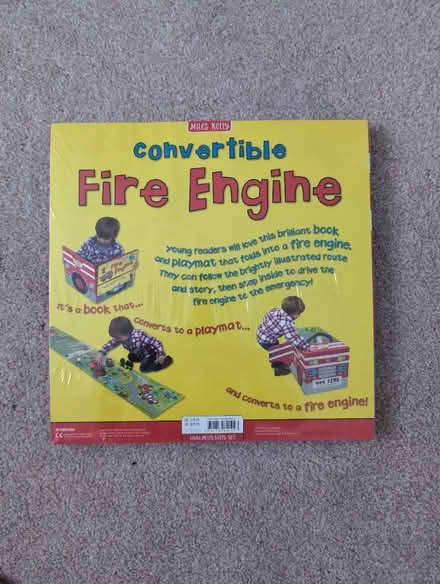 Miles Kelly
convertible
Fire Engine
Young readers will love this brilliant book
and playmat that folds into a fire engine.
They can follow the brightly illustrated route
and story, then step inside to drive the
fire engine to the emergency!
It's a book that...
converts to a playmat...
and converts to a fire engine!